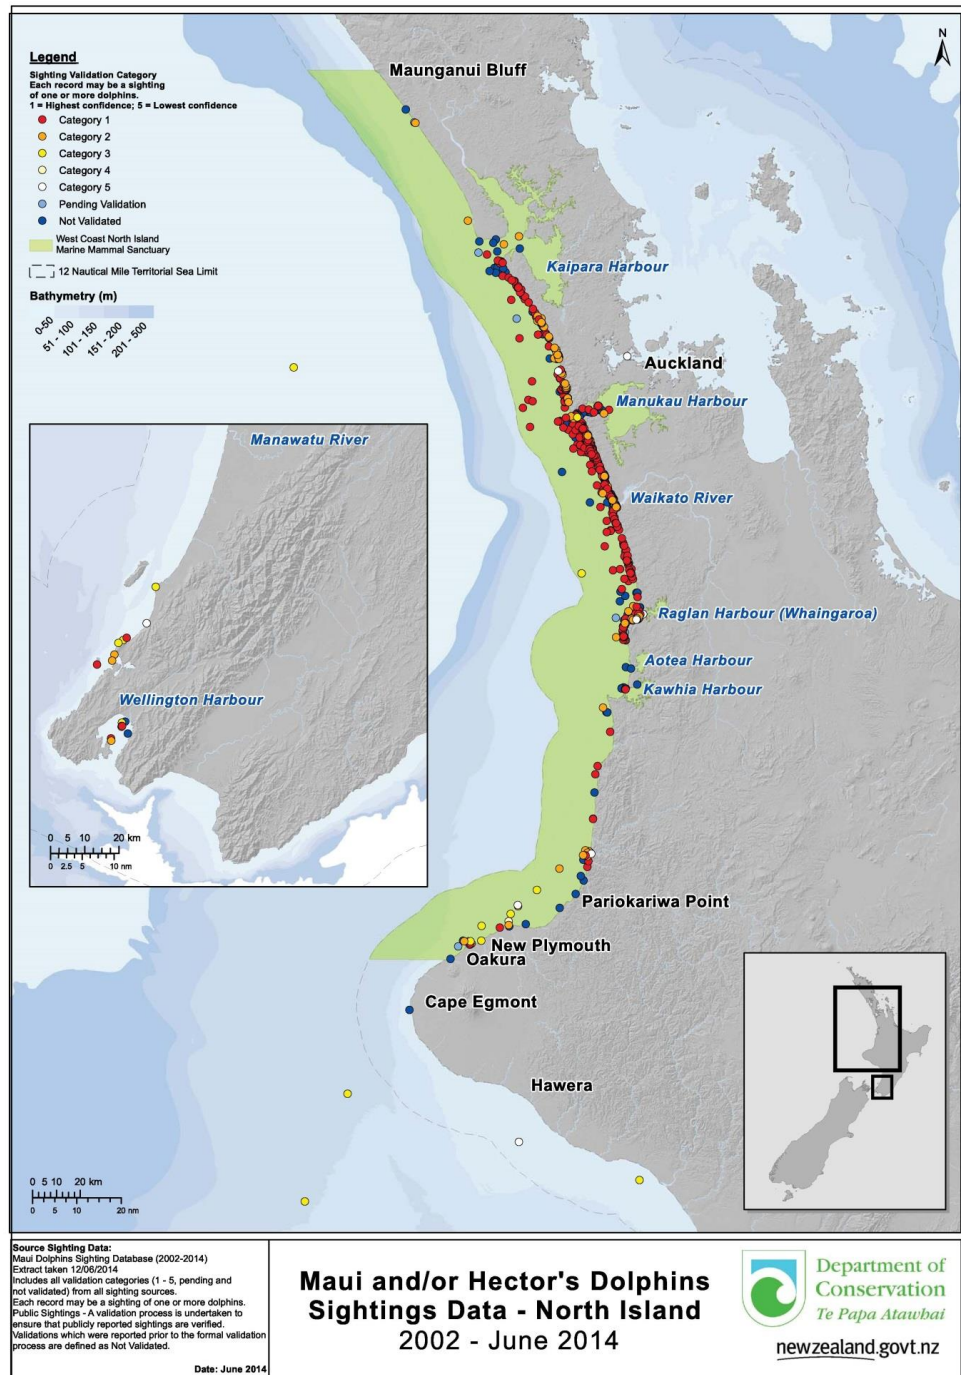 N
Legend
Sighting Validation Category
Each record may be a sighting
of one or more dolphins.
1 = Highest confidence; 5 = Lowest confidence
Category 1
Category 2
Category 3
Category 4
Category 5
Pending Validation
Not Validated
West Coast North Island
Marine Mammal Sanctuary
12 Nautical Mile Territorial Sea Limit
Bathymetry (m)
0-50
51 - 100
101 - 150
151 - 200
201 - 500
Maunganui Bluff
Kaipara Harbour
Auckland
Manukau Harbour
Waikato River
Raglan Harbour (Whaingaroa)
Aotea Harbour
Kawhia Harbour
Pariokariwa Point
New Plymouth
Oakura
Cape Egmont
Hawera
Manawatu River
Wellington Harbour
0 5 10 20 km
0 2.5 5 10 nm
0 5 10 20 km
0 5 10 20 nm
Source Sighting Data:
Maui Dolphins Sighting Database (2002-2014)
Extract taken 12/06/2014
Includes all validation categories (1 - 5, pending and
not validated) from all sighting sources.
Each record may be a sighting of one or more dolphins.
Public Sightings - A validation process is undertaken to
ensure that publicly reported sightings are verified.
Validations which were reported prior to the formal validation
process are defined as Not Validated.
Date: June 2014
Maui and/or Hector's Dolphins
Sightings Data - North Island
2002 - June 2014
Department of
Conservation
Te Papa Atawhai
newzealand.govt.nz